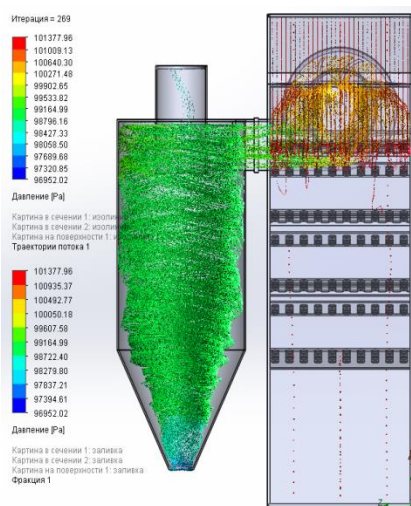 Итерация = 269
101377.96
101009.13
100640.30
100271.48
99902.65
99533.82
99164.99
98796.16
98427.33
98058.50
97689.68
97320.85
96952.02
Давление [Pa]
Картина в сечении 1: изолинии
Картина в сечении 2: изолинии
Картина на поверхности 1:
Траектории потока 1
101377.96
100935.37
100492.77
100050.18
99607.58
99164.99
98722.40
98279.80
97837.21
97394.61
96952.02
Давление [Pa]
Картина в сечении 1: заливка
Картина в сечении 2: заливка
Картина на поверхности 1: заливка
Фракция 1